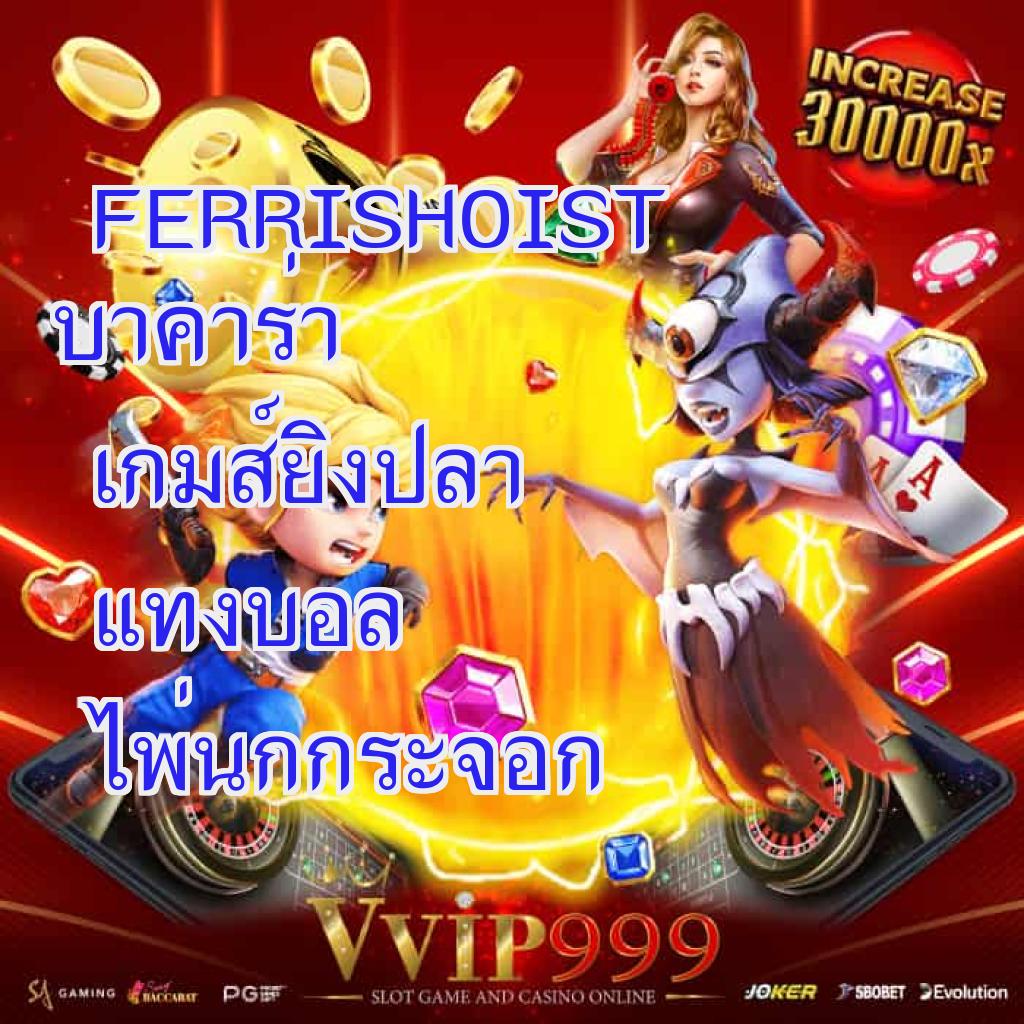 INCREASE
30000x
FERRISHOIST
บาคาร่า
เกมส์ยิงปลา
แทงบอล
ไพ่นกกระจอก
A
A
VVIP999
SLOT GAME AND CASINO ONLINE
SA GAMING Sexy BACCARAT PG JOKER SBOBET Evolution